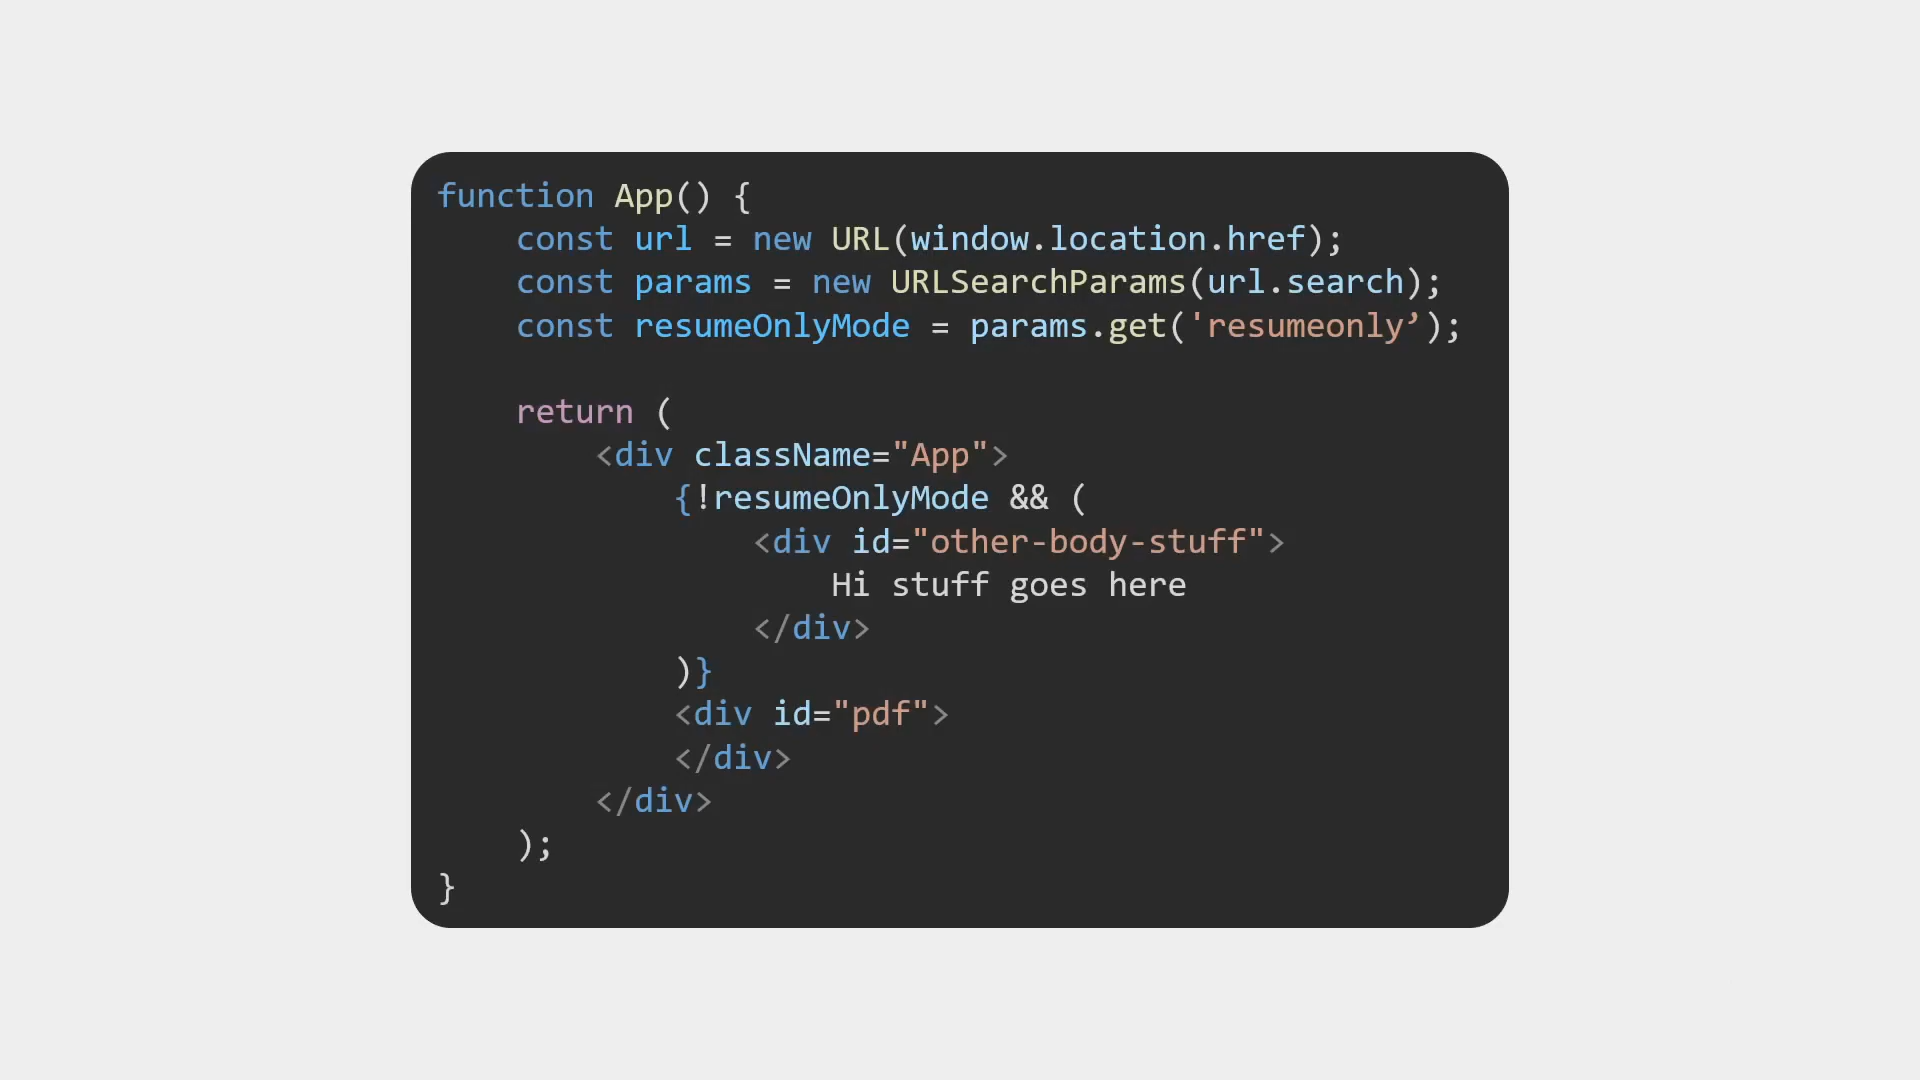 function App() {
    const url = new URL(window.location.href);
    const params = new URLSearchParams(url.search);
    const resumeOnlyMode = params.get('resumeonly’);

    return (
        <div className="App">
            {!resumeOnlyMode && (
                <div id="other-body-stuff">
                    Hi stuff goes here
                </div>
            )}
            <div id="pdf">
            </div>
        </div>
    );
}